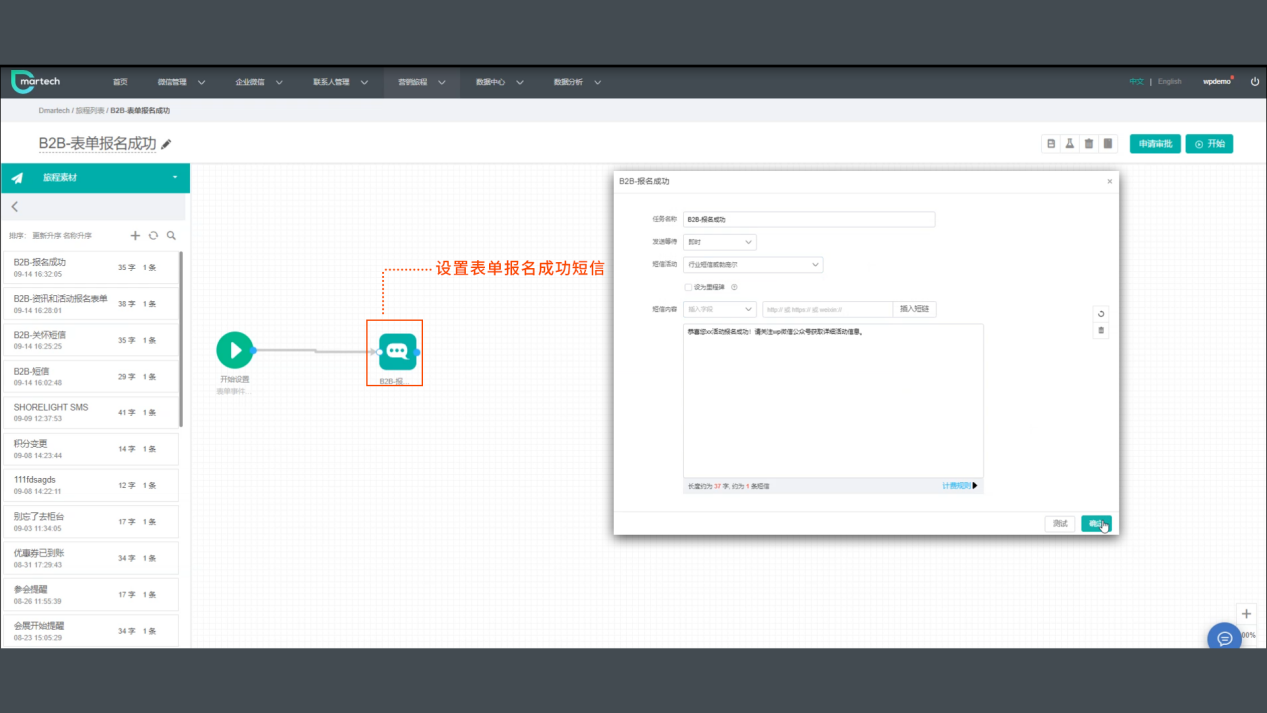 martech
首页
微信管理
企业微信
联系人管理
营销旅程
数据中心
数据分析
中文 | English
wpdemo
Dmartech / 旅程列表 / B2B-表单报名成功
B2B-表单报名成功
申请审批
开始
旅程素材
排序: 更新升序 名称升序
B2B-报名成功
09-14 16:32:05
35 字 1 条
B2B-资讯和活动报名表单
09-14 16:28:01
38 字 1 条
B2B-关怀短信
09-14 16:25:25
35 字 1 条
B2B-短信
09-14 16:02:48
29 字 1 条
SHORELIGHT SMS
09-09 12:37:53
41 字 1 条
积分变更
09-08 14:23:44
14 字 1 条
111fdsagds
09-08 14:22:11
12 字 1 条
别忘了去柜台
09-03 11:34:05
17 字 1 条
优惠券已到账
08-31 17:29:43
34 字 1 条
参会提醒
08-26 11:55:39
17 字 1 条
会展开始提醒
08-23 15:05:29
34 字 1 条
开始设置
表单事件...
设置表单报名成功短信
B2B-报...
B2B-报名成功
×
任务名称
B2B-报名成功
发送等待
即时
短信活动
设为里程碑
短信内容
插入字段
http:// 或 https:// 或 weixin://
插入短链
恭喜您xx活动报名成功！请关注wp微信公众号获取详细活动信息。
长度约为 37 字, 约为 1 条短信
计费规则
测试